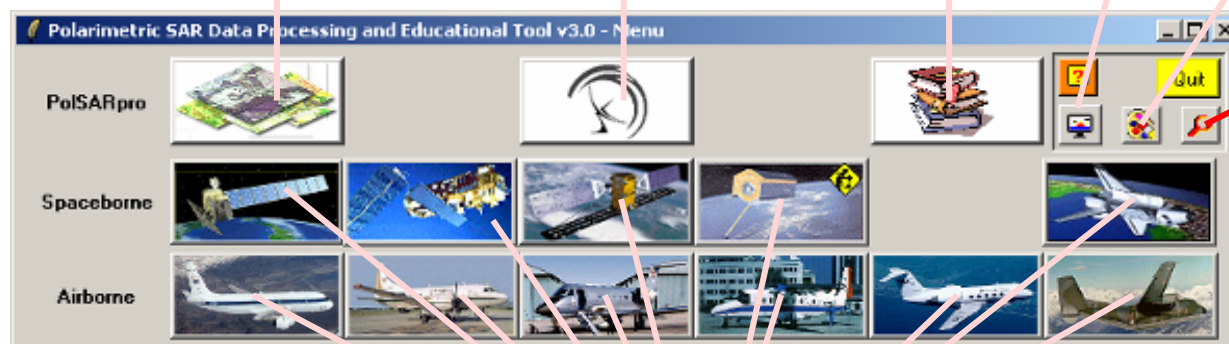 Polarimetric SAR Data Processing and Educational Tool v3.0 - Menu
PolSARpro
?
Quit
Spaceborne
Airborne